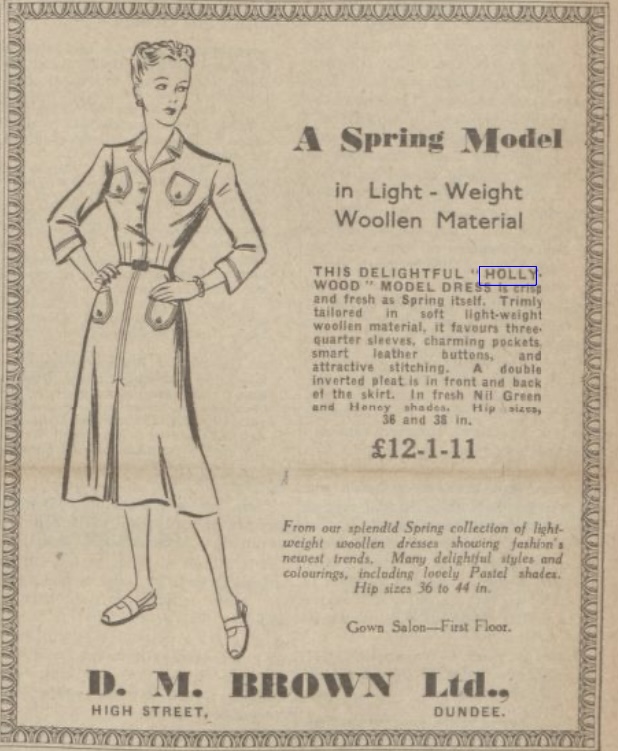 A Spring Model
in Light - Weight
Woollen Material
THIS DELIGHTFUL " HOLLY-
WOOD " MODEL DRESS is crisp
and fresh as Spring itself. Trimly
tailored in soft light-weight
woollen material, it favours three-
quarter sleeves, charming pockets,
smart leather buttons, and
attractive stitching. A double
inverted pleat is in front and back
of the skirt. In fresh Nil Green
and Honey shades. Hip sizes,
36 and 38 in.
£12-1-11
From our splendid Spring collection of light-
weight woollen dresses showing fashion's
newest trends. Many delightful styles and
colourings, including lovely Pastel shades.
Hip sizes 36 to 44 in.
Gown Salon—First Floor.
D. M. BROWN Ltd.,
HIGH STREET, DUNDEE.